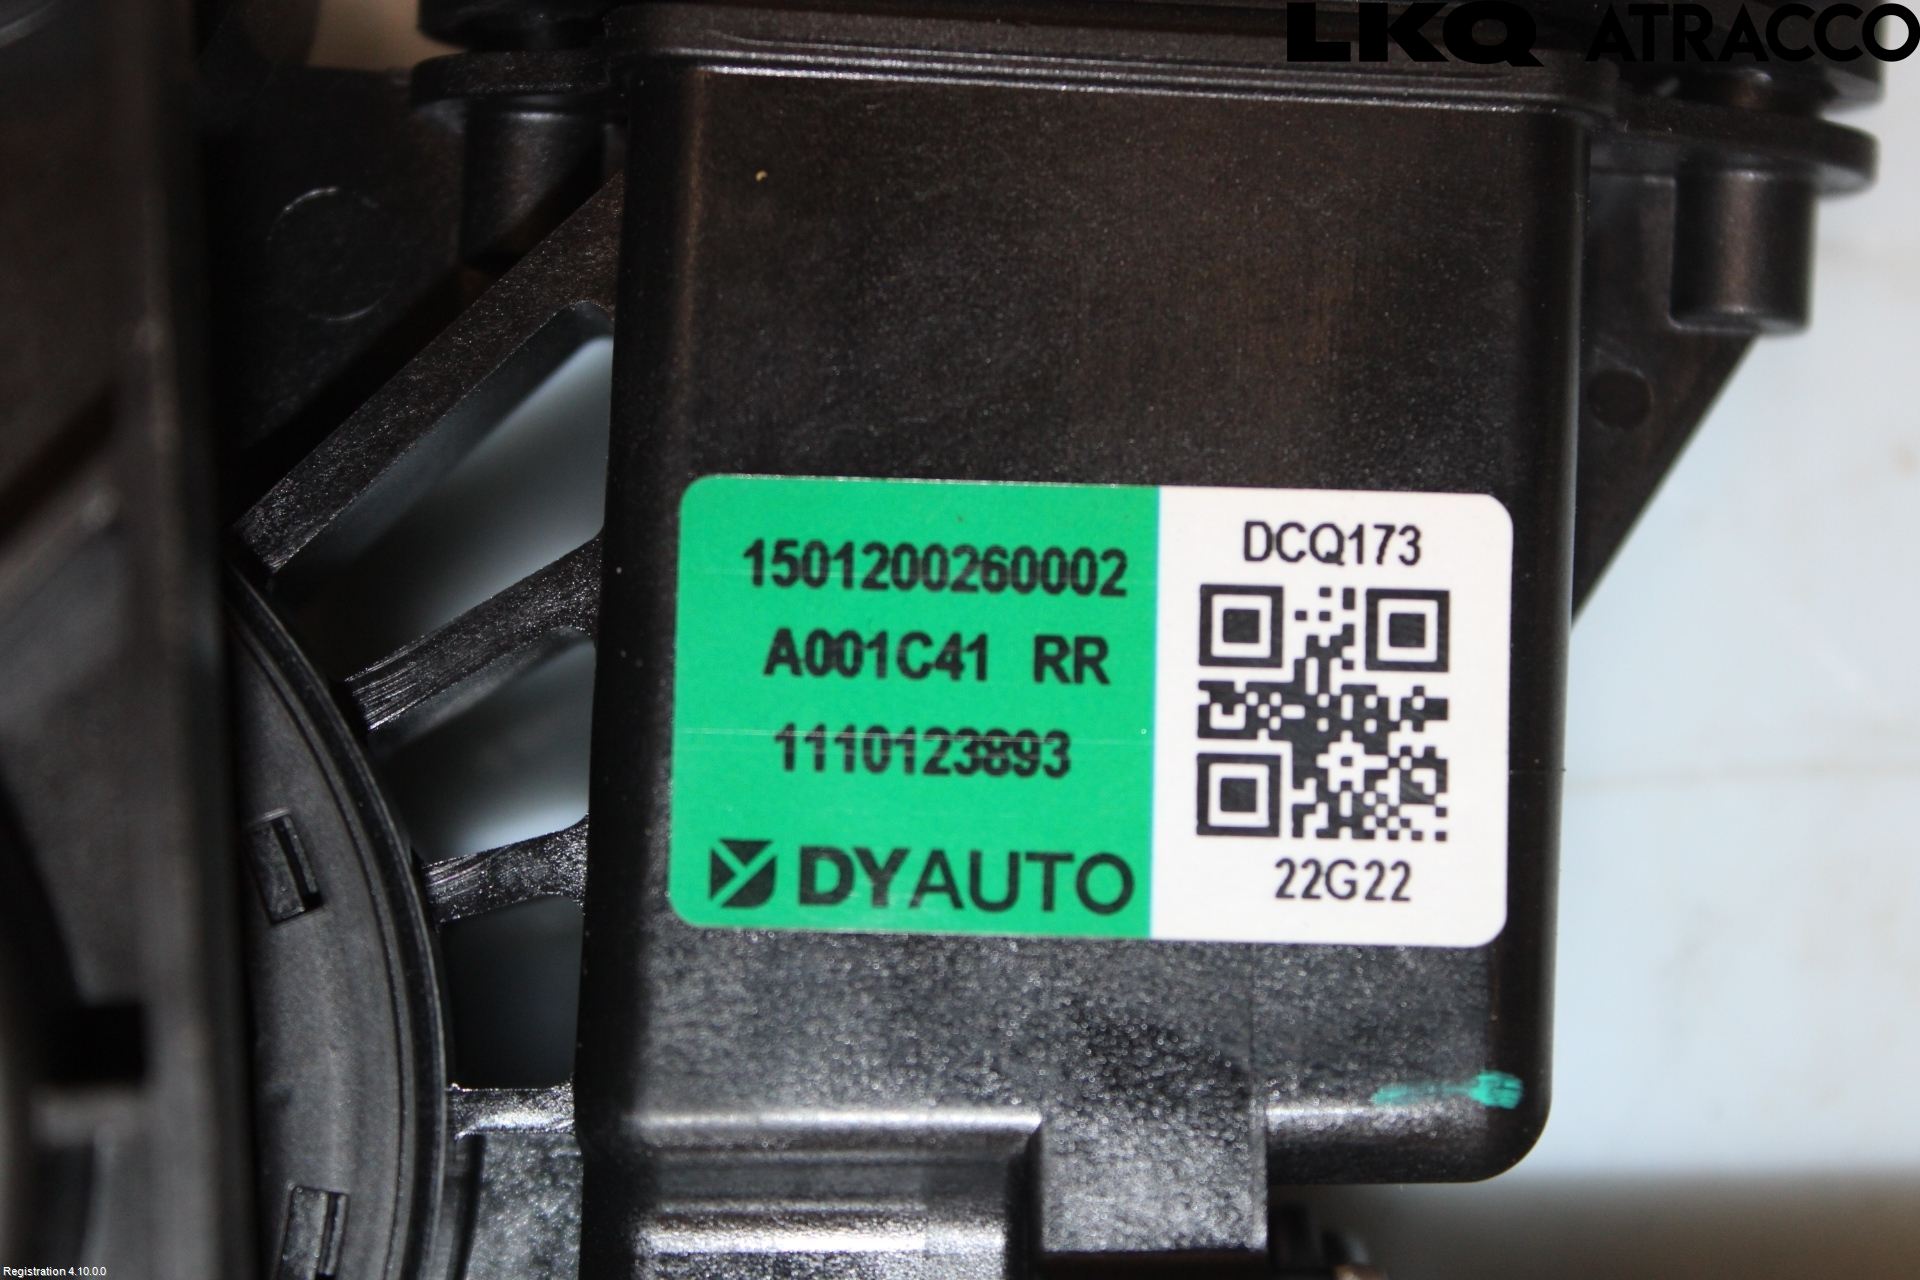 LKQ ATRACCO
1501200260002
A001C41 RR
1110123893
DYAUTO
DCQ173
22G22
Registration 4.10.0.0